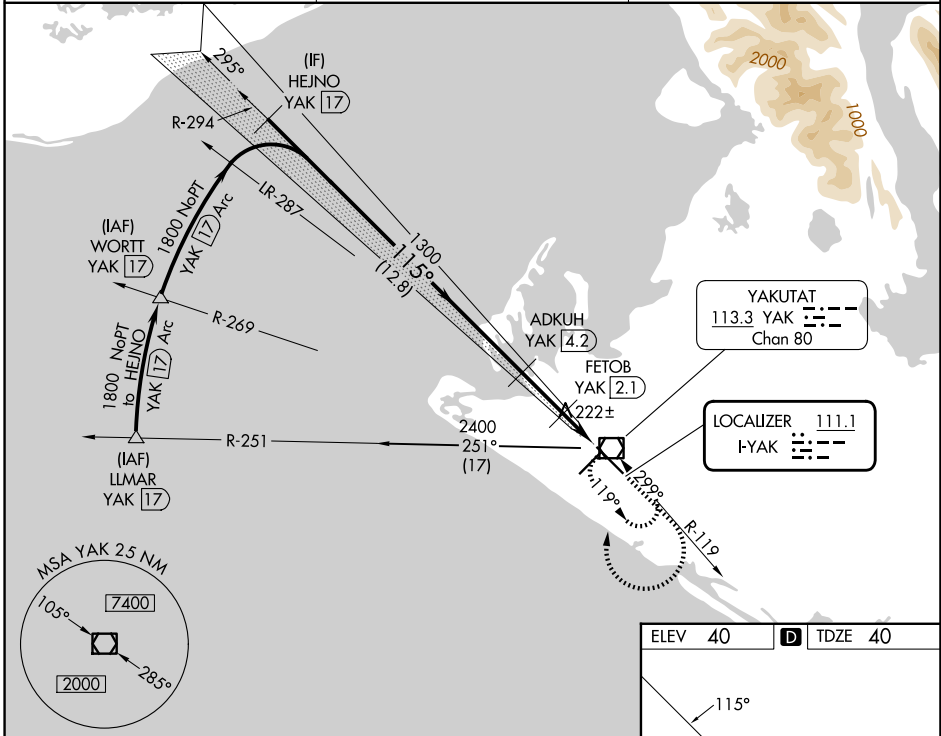 295°
(IF)
HEJNO
YAK 17
R-294
LR-287
1800 NoPT
YAK 17 Arc
(IAF)
WORTT
YAK 17
R-269
1800 NoPT
to HEJNO
YAK 17 Arc
(IAF)
LLMAR
YAK 17
R-251
2400
251°
(17)
1300
115°
(12.8)
ADKUH
YAK 4.2
FETOB
YAK 2.1
222±
2000
1000
YAKUTAT
113.3 YAK
Chan 80
LOCALIZER 111.1
I-YAK
299°
119°
R-119
MSA YAK 25 NM
105°
7400
285°
2000
ELEV 40 D TDZE 40
115°